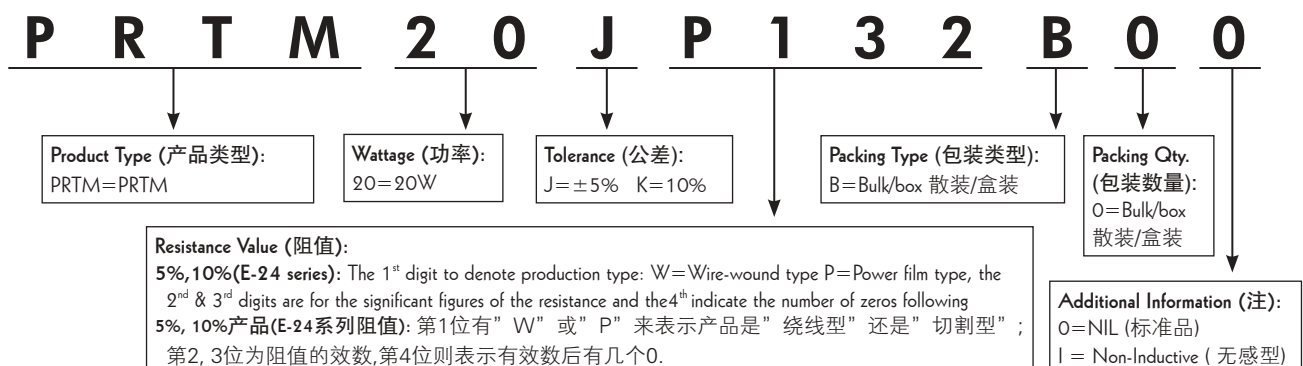 P R T M 2 0 J P 1 3 2 B 0 0
Product Type (产品类型):
PRTM=PRTM
Wattage (功率):
20=20W
Tolerance (公差):
J=±5% K=10%
Packing Type (包装类型):
B=Bulk/box 散装/盒装
Packing Qty.
(包装数量):
0=Bulk/box
散装/盒装
Resistance Value (阻值):
5%,10%(E-24 series): The 1st digit to denote production type: W=Wire-wound type P=Power film type, the
2nd & 3rd digits are for the significant figures of the resistance and the4th indicate the number of zeros following
5%, 10%产品(E-24系列阻值): 第1位有”W”或”P”来表示产品是”绕线型”还是”切割型”;
第2, 3位为阻值的效数,第4位则表示有效数后有几个0.
Additional Information (注):
0=NIL (标准品)
I = Non-Inductive ( 无感型)